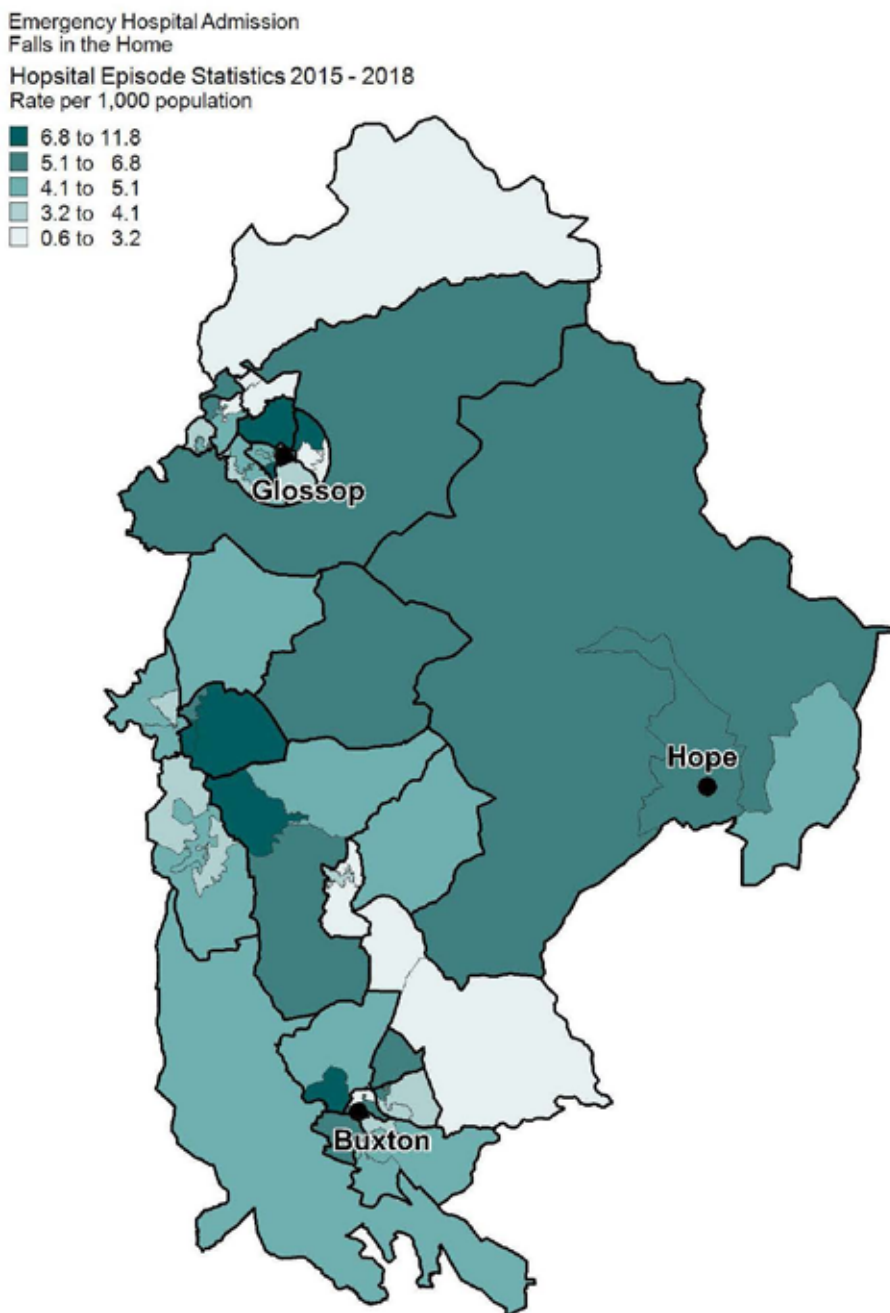 Emergency Hospital Admission
Falls in the Home
Hopsital Episode Statistics 2015 - 2018
Rate per 1,000 population
6.8 to 11.8
5.1 to 6.8
4.1 to 5.1
3.2 to 4.1
0.6 to 3.2
Glossop
Hope
Buxton